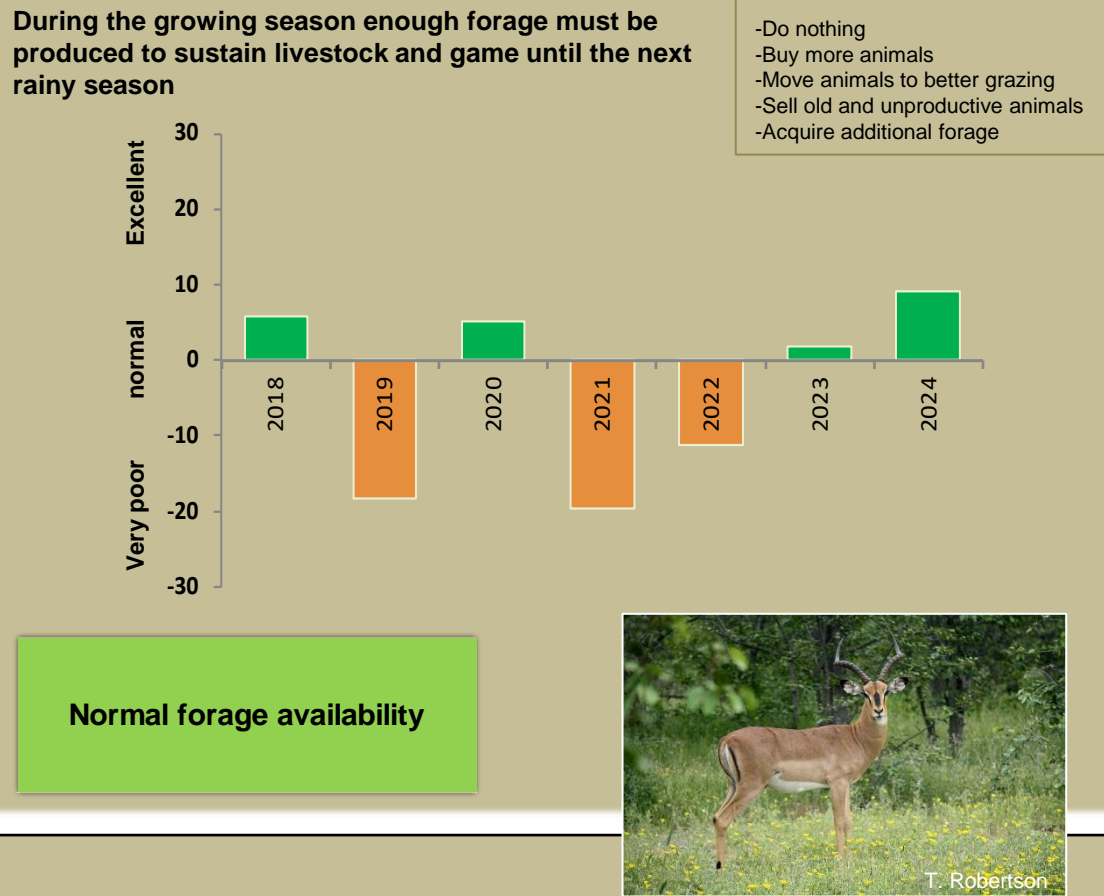 During the growing season enough forage must be
produced to sustain livestock and game until the next
rainy season
-Do nothing
-Buy more animals
-Move animals to better grazing
-Sell old and unproductive animals
-Acquire additional forage
Excellent
normal
Very poor
30
20
10
0
-10
-20
-30
2018
2019
2020
2021
2022
2023
2024
Normal forage availability
T. Robertson